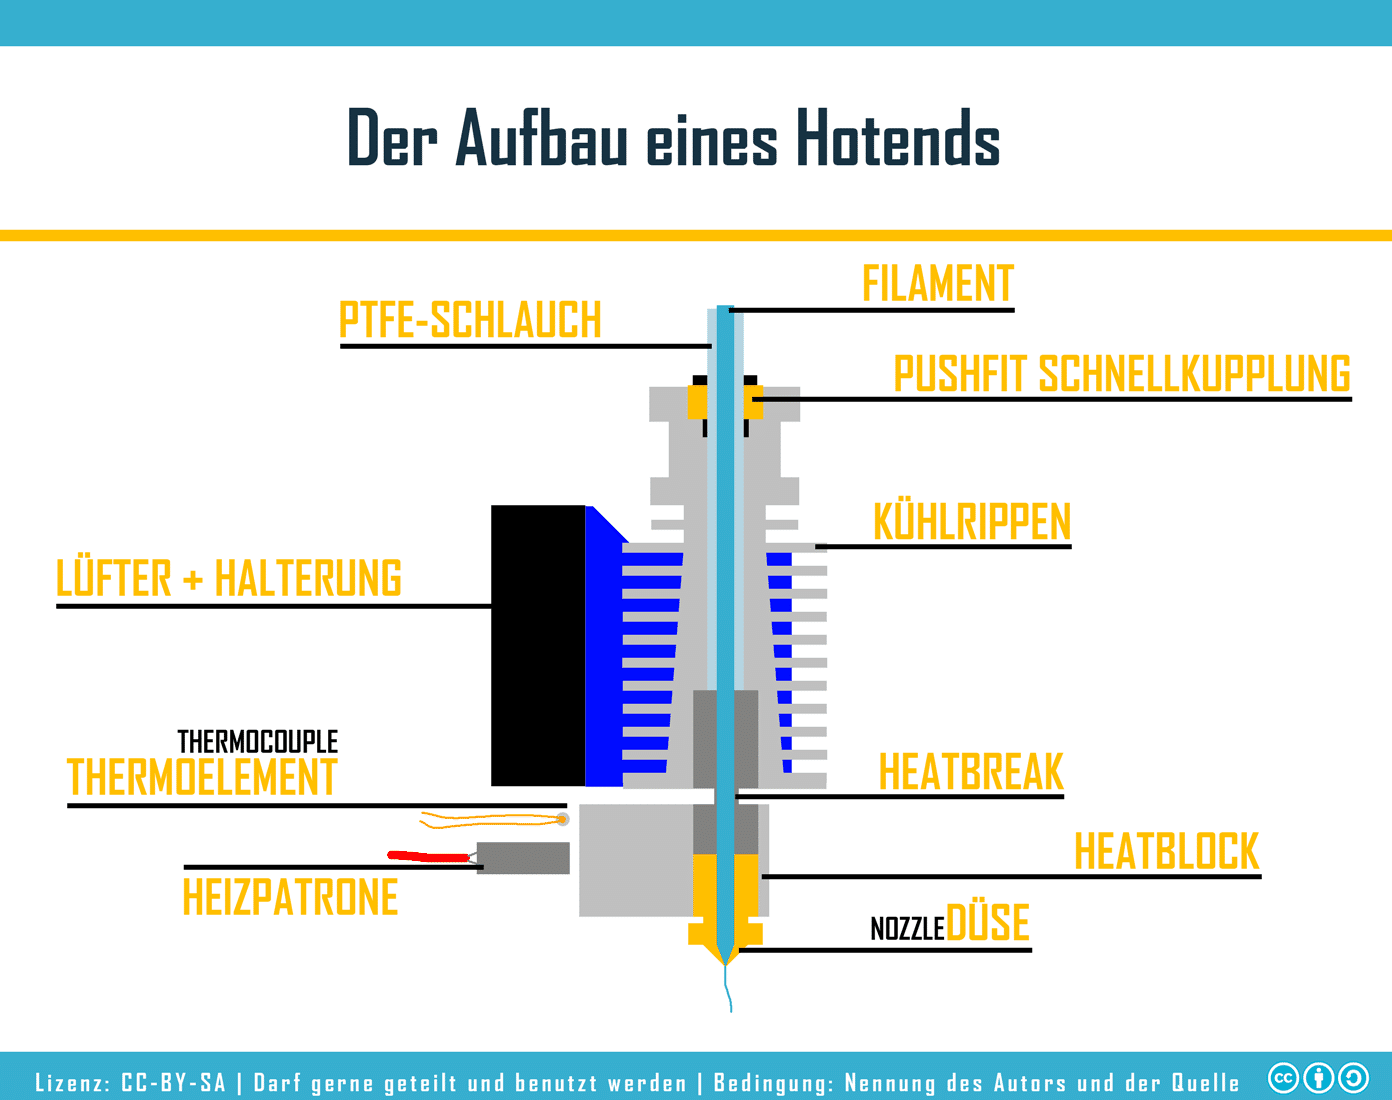 Der Aufbau eines Hotends
FILAMENT
PTFE-SCHLAUCH
PUSHFIT SCHNELLKUPPLUNG
KÜHLRIPPEN
LÜFTER + HALTERUNG
THERMOCOUPLE
THERMOELEMENT
HEATBREAK
HEATBLOCK
HEIZPATRONE
NOZZLE DÜSE
Lizenz: CC-BY-SA | Darf gerne geteilt und benutzt werden | Bedingung: Nennung des Autors und der Quelle
cc